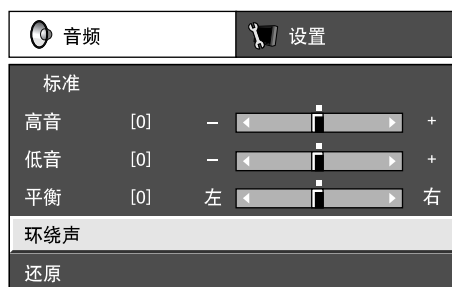 音频 设置
标准
高音 [0] − +
低音 [0] − +
平衡 [0] 左 右
环绕声
还原